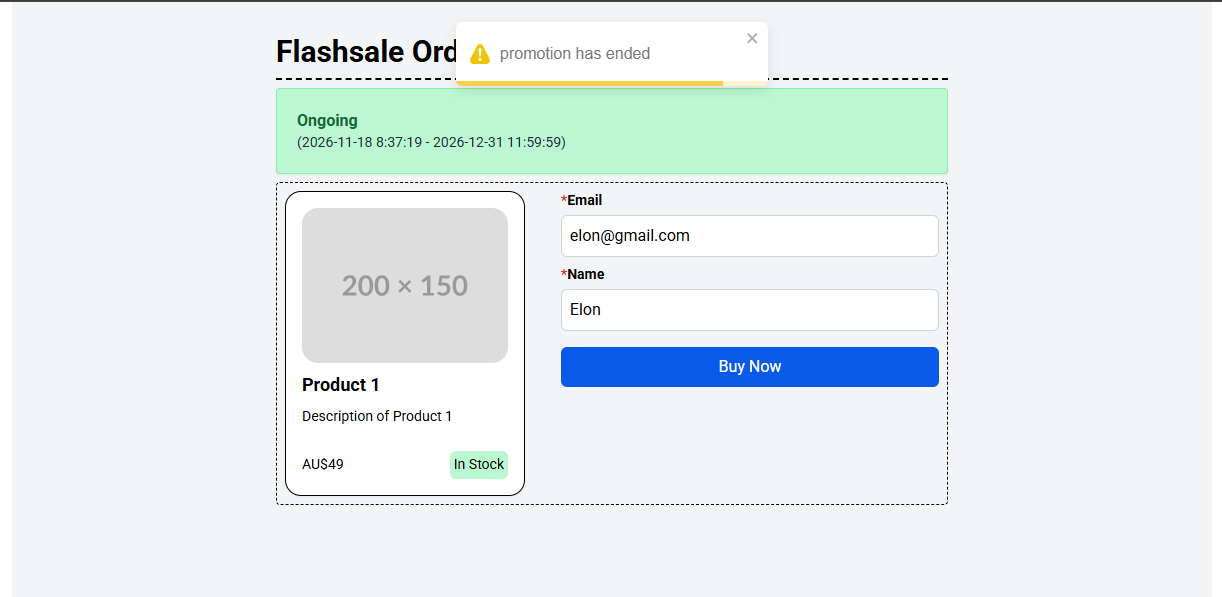 promotion has ended
Flashsale Ord
Ongoing
(2026-11-18 8:37:19 - 2026-12-31 11:59:59)
200 × 150
Product 1
Description of Product 1
AU$49
In Stock
*Email
elon@gmail.com
*Name
Elon
Buy Now